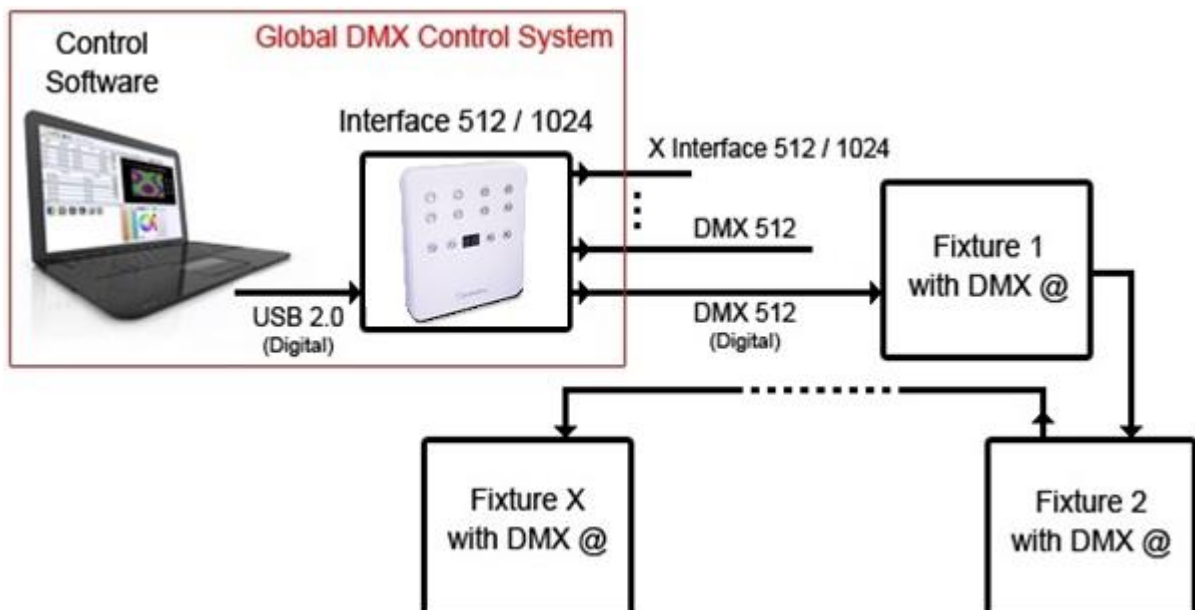 Global DMX Control System
Control
Software
Interface 512 / 1024
X Interface 512 / 1024
DMX 512
USB 2.0
(Digital)
DMX 512
(Digital)
Fixture 1
with DMX @
Fixture X
with DMX @
Fixture 2
with DMX @